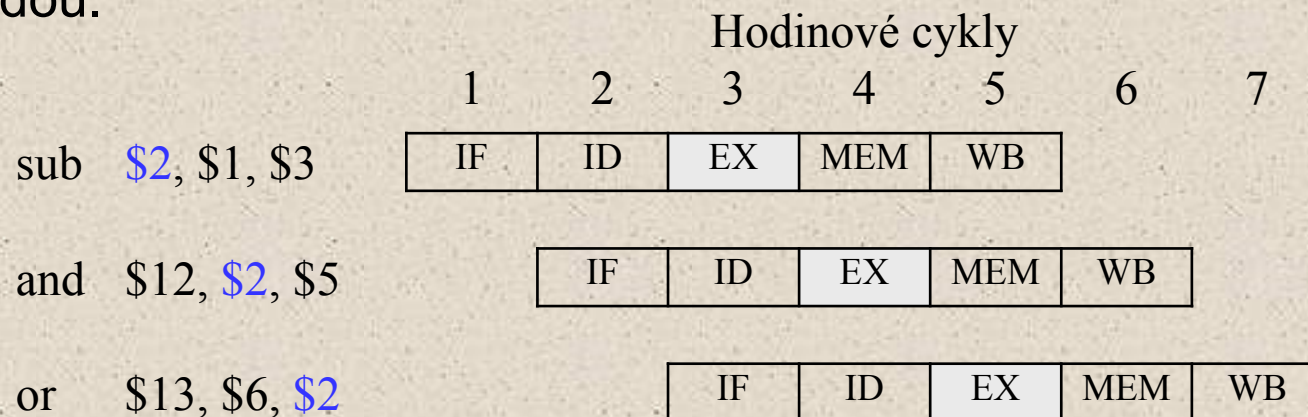 dou.
Hodinové cykly
1 2 3 4 5 6 7
sub $2, $1, $3 IF ID EX MEM WB
and $12, $2, $5 IF ID EX MEM WB
or $13, $6, $2 IF ID EX MEM WB